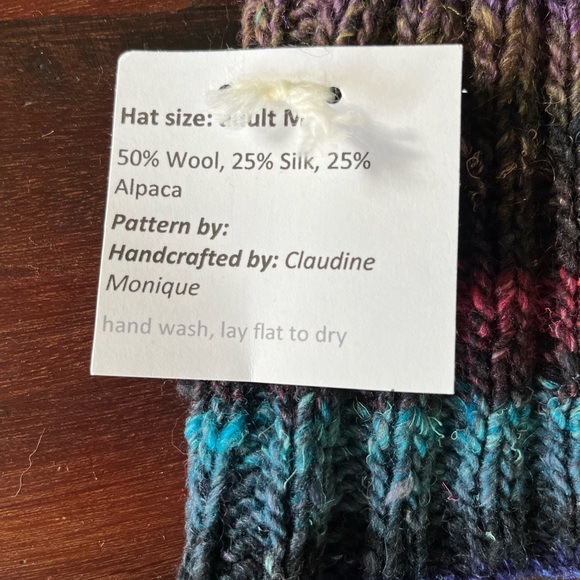 Hat size: adult M
50% Wool, 25% Silk, 25%
Alpaca
Pattern by:
Handcrafted by: Claudine
Monique
hand wash, lay flat to dry